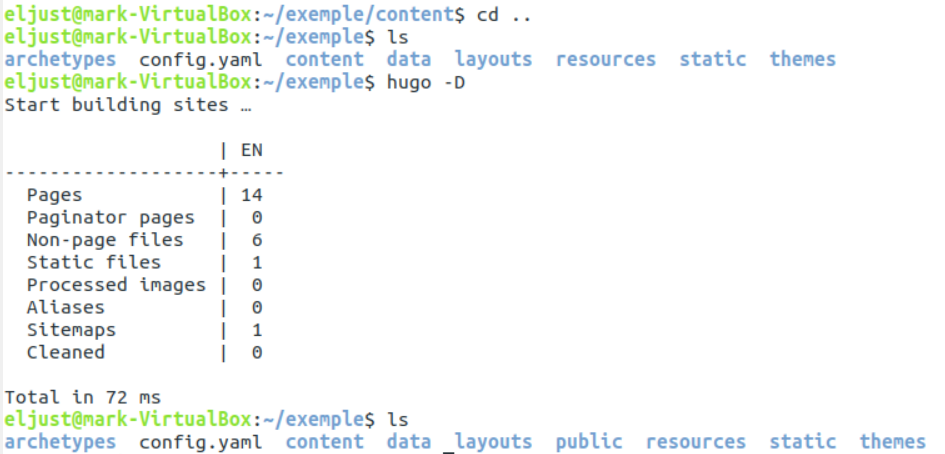 eljust@mark-VirtualBox:~/exemple/content$ cd ..
eljust@mark-VirtualBox:~/exemple$ ls
archetypes  config.yaml  content  data  layouts  resources  static  themes
eljust@mark-VirtualBox:~/exemple$ hugo -D
Start building sites …
                   | EN
-------------------+-----
  Pages            | 14
  Paginator pages  |  0
  Non-page files   |  6
  Static files     |  1
  Processed images |  0
  Aliases          |  0
  Sitemaps         |  1
  Cleaned          |  0
Total in 72 ms
eljust@mark-VirtualBox:~/exemple$ ls
archetypes  config.yaml  content  data _layouts  public  resources  static  themes